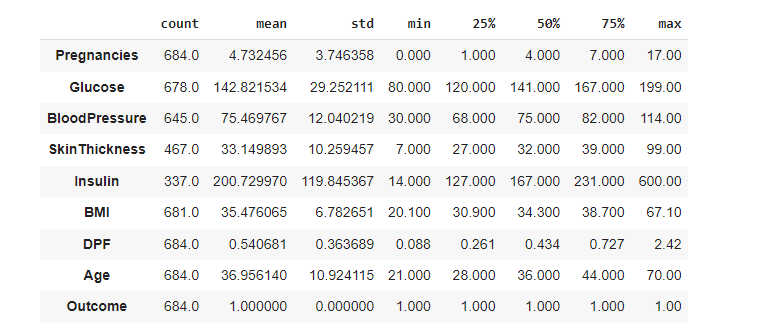 count mean std min 25% 50% 75% max
Pregnancies 684.0 4.732456 3.746358 0.000 1.000 4.000 7.000 17.00
Glucose 678.0 142.821534 29.252111 80.000 120.000 141.000 167.000 199.00
BloodPressure 645.0 75.469767 12.040219 30.000 68.000 75.000 82.000 114.00
SkinThickness 467.0 33.149893 10.259457 7.000 27.000 32.000 39.000 99.00
Insulin 337.0 200.729970 119.845367 14.000 127.000 167.000 231.000 600.00
BMI 681.0 35.476065 6.782651 20.100 30.900 34.300 38.700 67.10
DPF 684.0 0.540681 0.363689 0.088 0.261 0.434 0.727 2.42
Age 684.0 36.956140 10.924115 21.000 28.000 36.000 44.000 70.00
Outcome 684.0 1.000000 0.000000 1.000 1.000 1.000 1.000 1.00